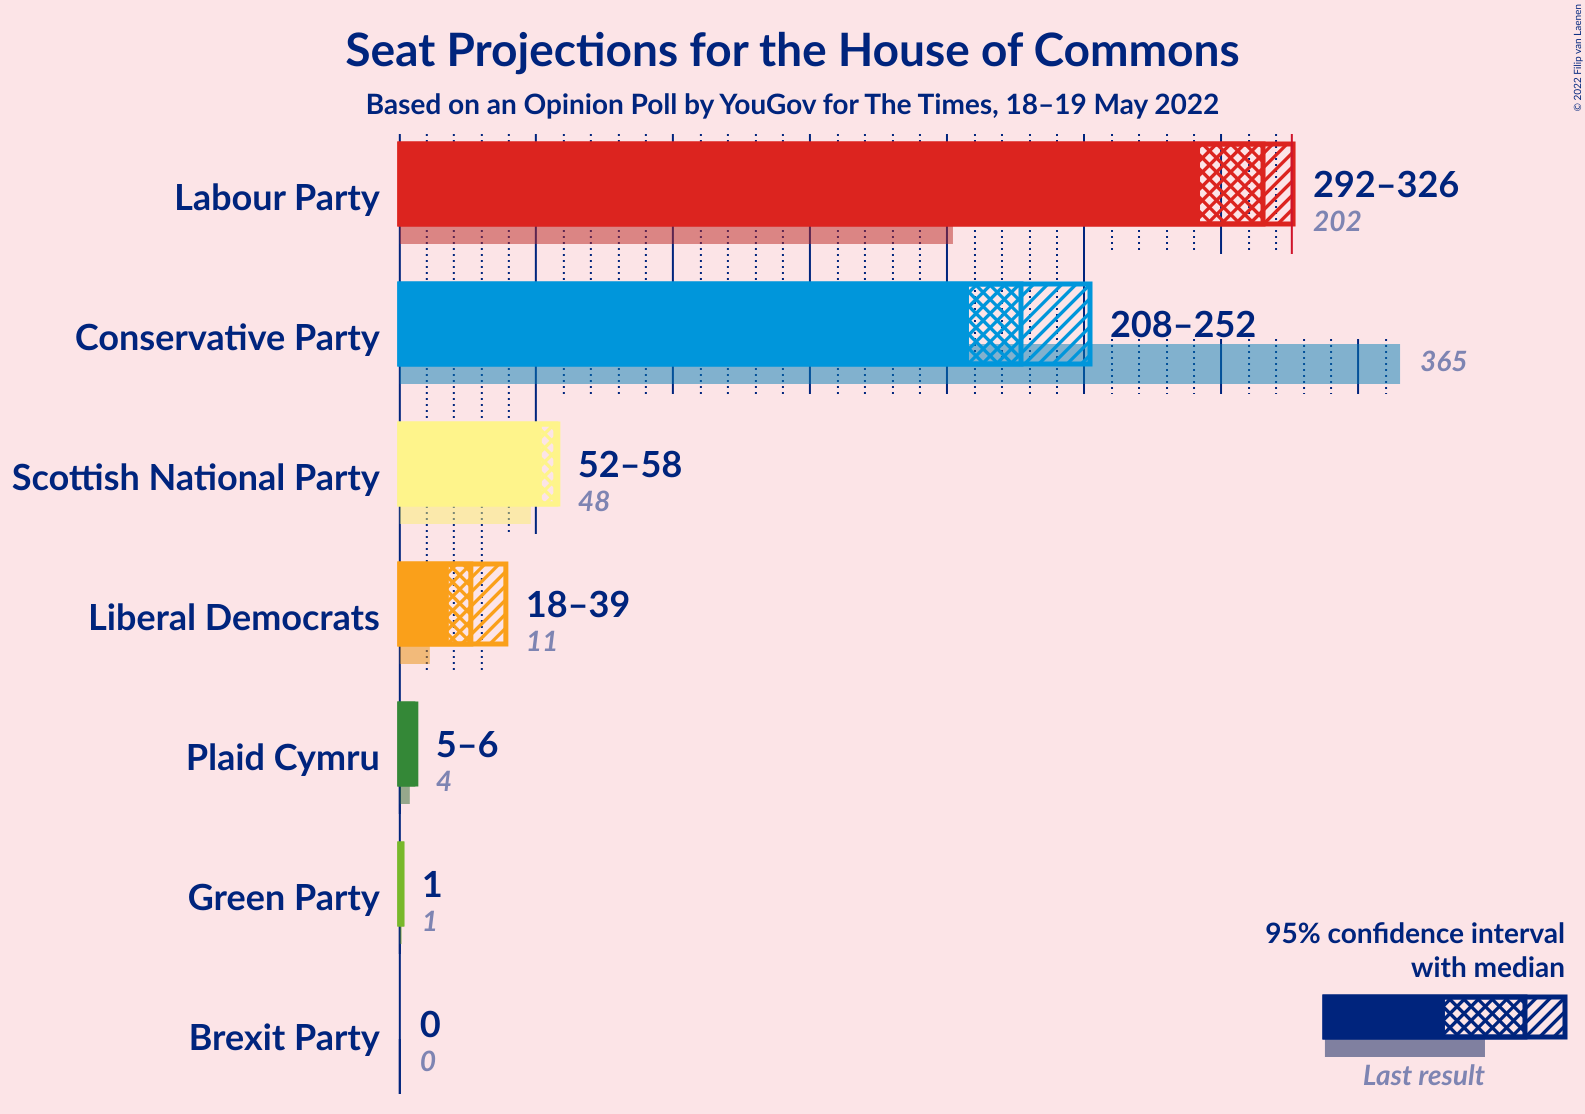 Seat Projections for the House of Commons
Based on an Opinion Poll by YouGov for The Times, 18–19 May 2022
© 2022 Filip van Laenen
Labour Party
292–326
202
Conservative Party
208–252
365
Scottish National Party
52–58
48
Liberal Democrats
18–39
11
Plaid Cymru
5–6
4
Green Party
1
1
Brexit Party
0
0
95% confidence interval
with median
Last result